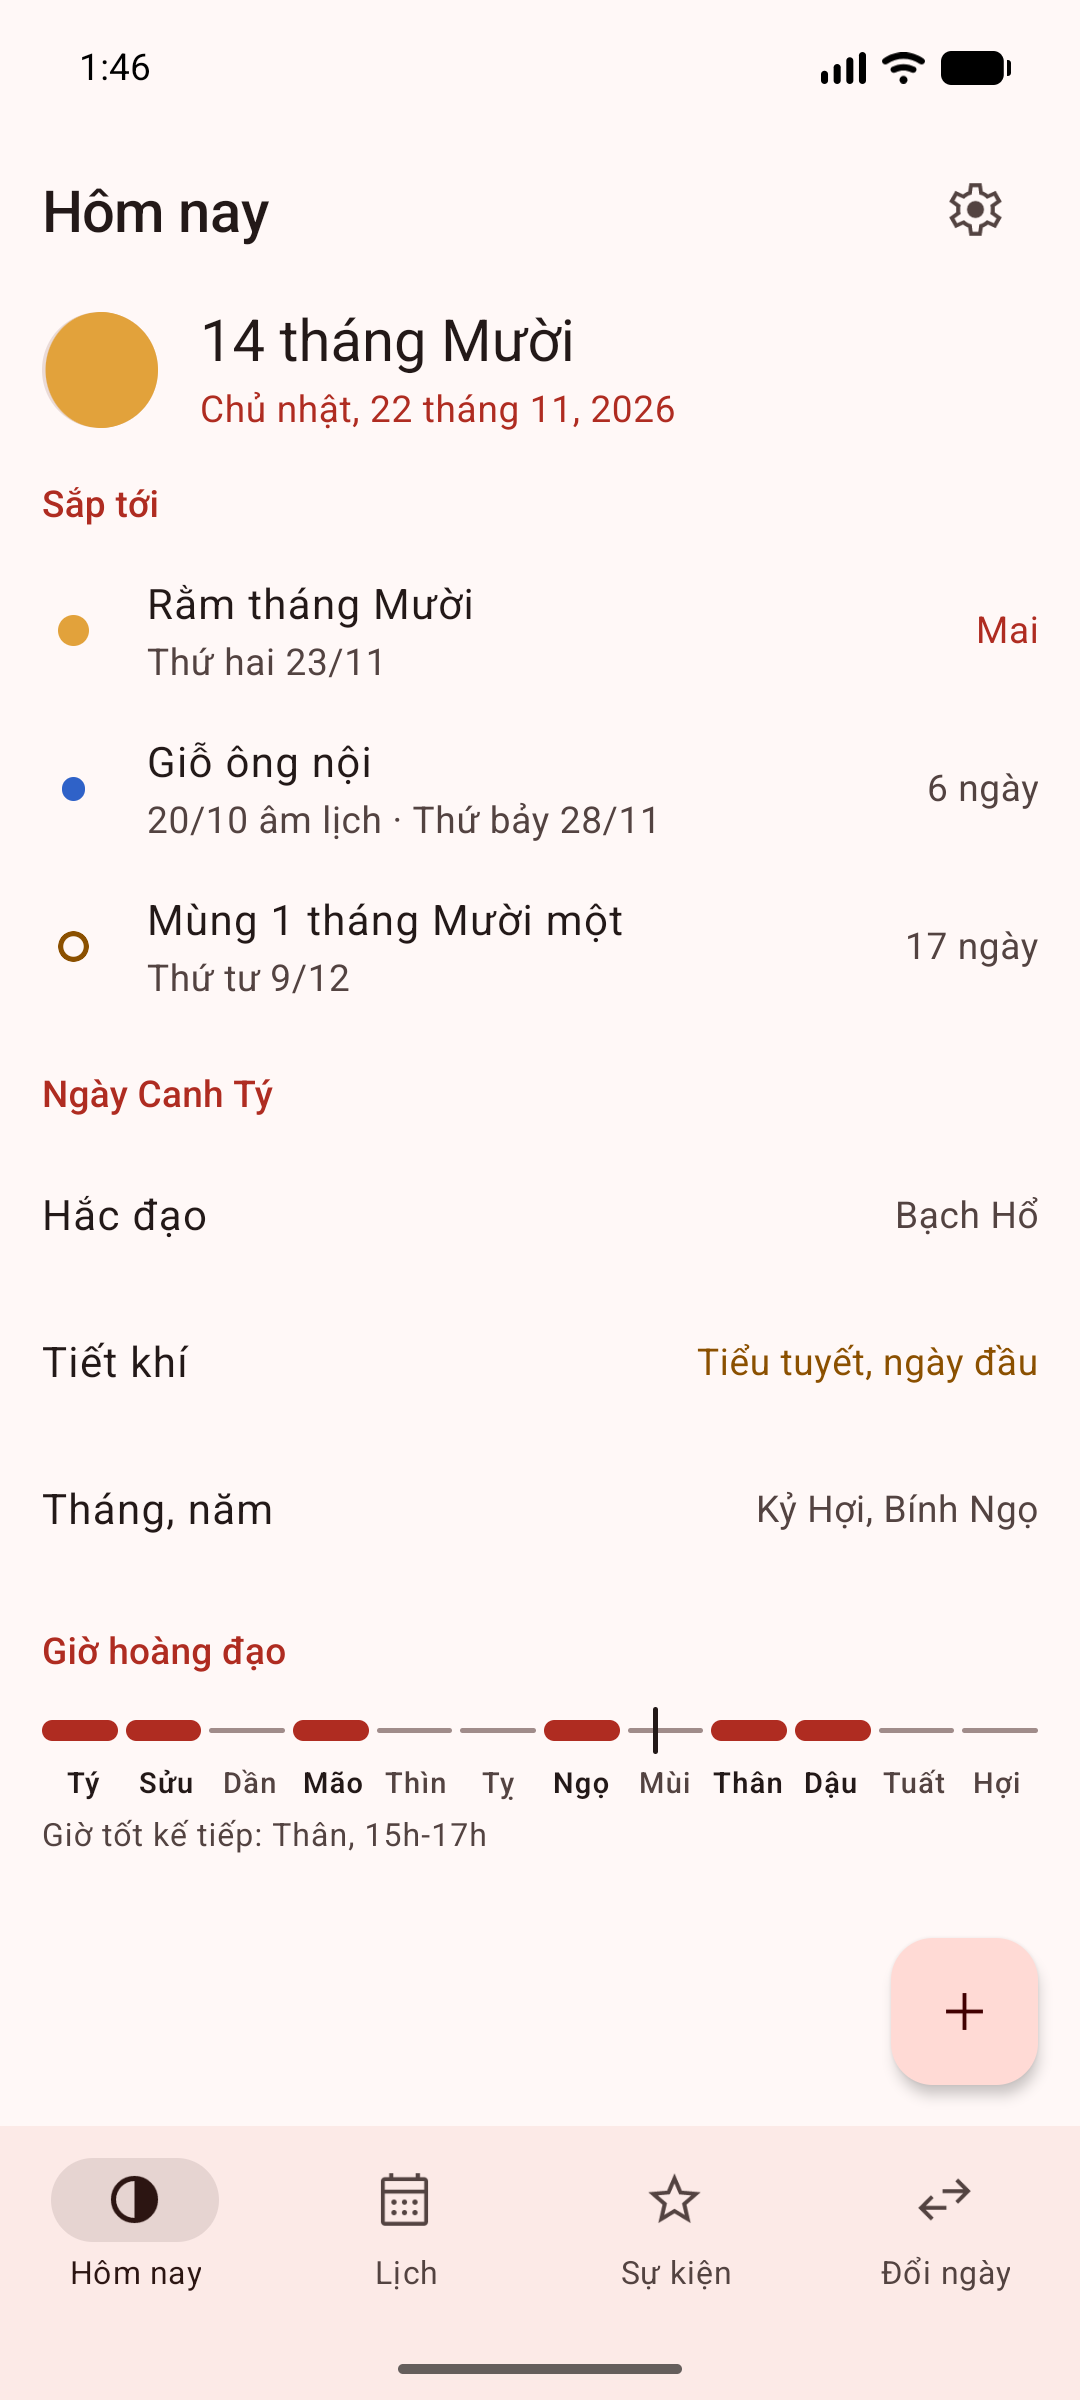 1:46
Hôm nay
14 tháng Mười
Chủ nhật, 22 tháng 11, 2026
Sắp tới
Rằm tháng Mười
Thứ hai 23/11
Mai
Giỗ ông nội
20/10 âm lịch · Thứ bảy 28/11
6 ngày
Mùng 1 tháng Mười một
Thứ tư 9/12
17 ngày
Ngày Canh Tý
Hắc đạo
Bạch Hổ
Tiết khí
Tiểu tuyết, ngày đầu
Tháng, năm
Kỷ Hợi, Bính Ngọ
Giờ hoàng đạo
Tý Sửu Dần Mão Thìn Tỵ Ngọ Mùi Thân Dậu Tuất Hợi
Giờ tốt kế tiếp: Thân, 15h-17h
Hôm nay Lịch Sự kiện Đổi ngày